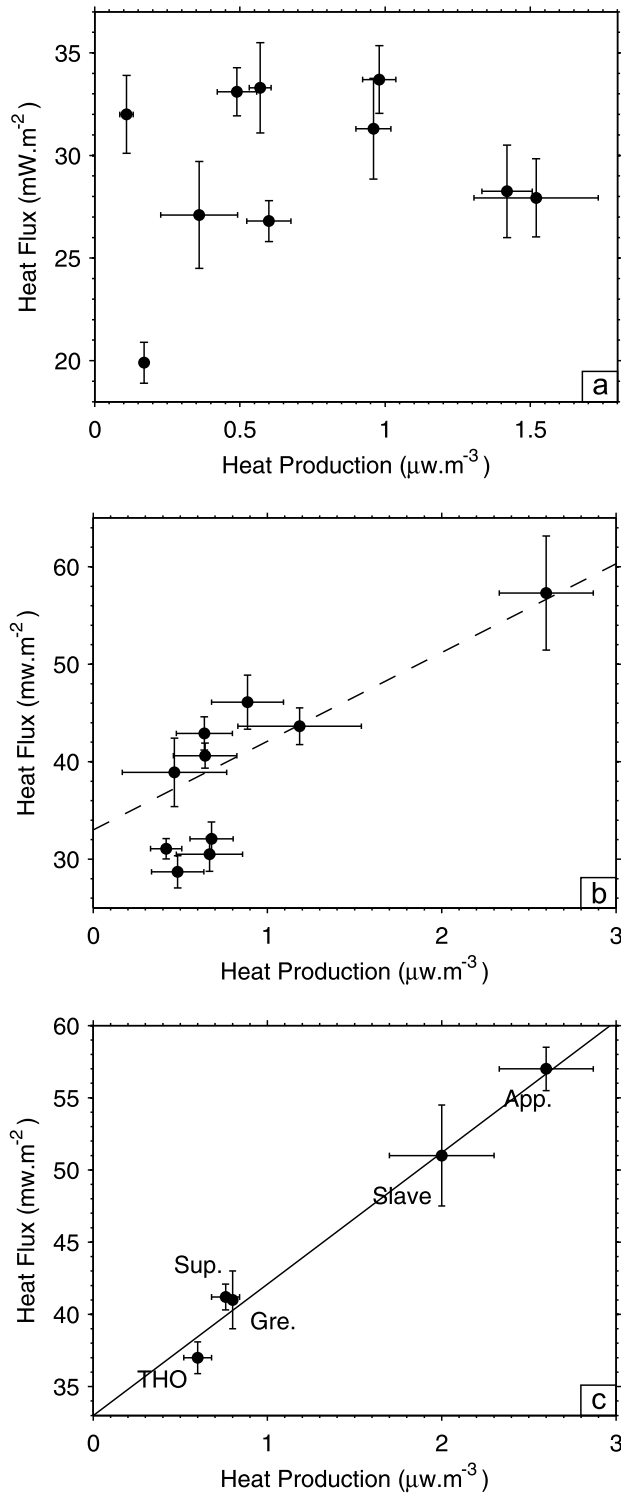 35
30
25
20
Heat Flux (mW.m-2)
a
0 0.5 1 1.5
Heat Production (μw.m-3)
60
50
40
30
Heat Flux (mw.m-2)
b
0 1 2 3
Heat Production (μw.m-3)
60
55
50
45
40
35
Heat Flux (mw.m-2)
App.
Slave
Sup.
Gre.
THO
c
0 1 2 3
Heat Production (μw.m-3)